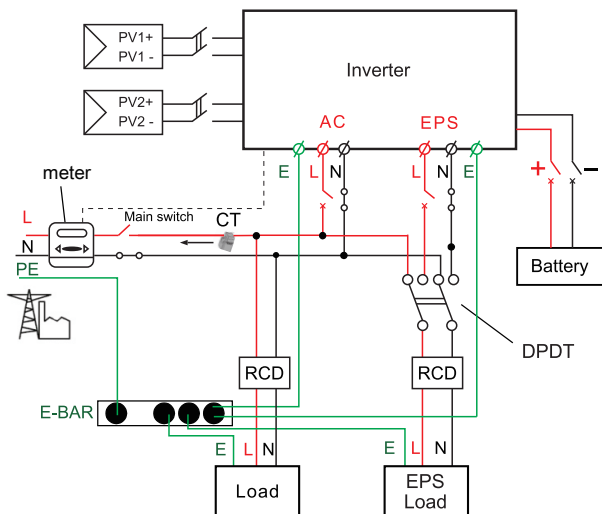 PV1+
PV1 -
PV2+
PV2 -
Inverter
AC
EPS
E
L
N
L
N
E
+
−
meter
L
Main switch
CT
N
PE
Battery
DPDT
RCD
RCD
E-BAR
E
L
N
E
L
N
Load
EPS
Load